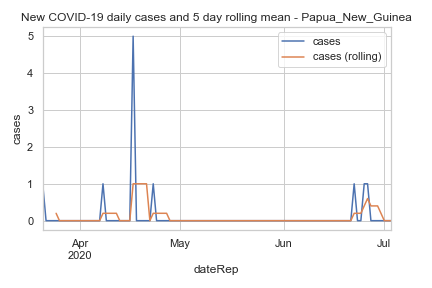 New COVID-19 daily cases and 5 day rolling mean - Papua_New_Guinea
cases
cases (rolling)
5
4
3
2
1
0
cases
Apr
2020
May
Jun
Jul
dateRep